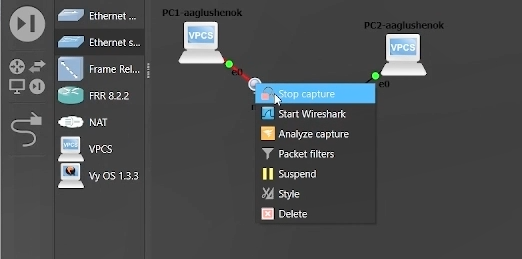 Ethernet ...
Ethernet s...
Frame Rel...
FRR 8.2.2
NAT
VPCS
Vy OS 1.3.3
PC1-aaglushenok
VPCS
e0
PC2-aaglushenok
VPCS
e0
Stop capture
Start Wireshark
Analyze capture
Packet filters
Suspend
Style
Delete